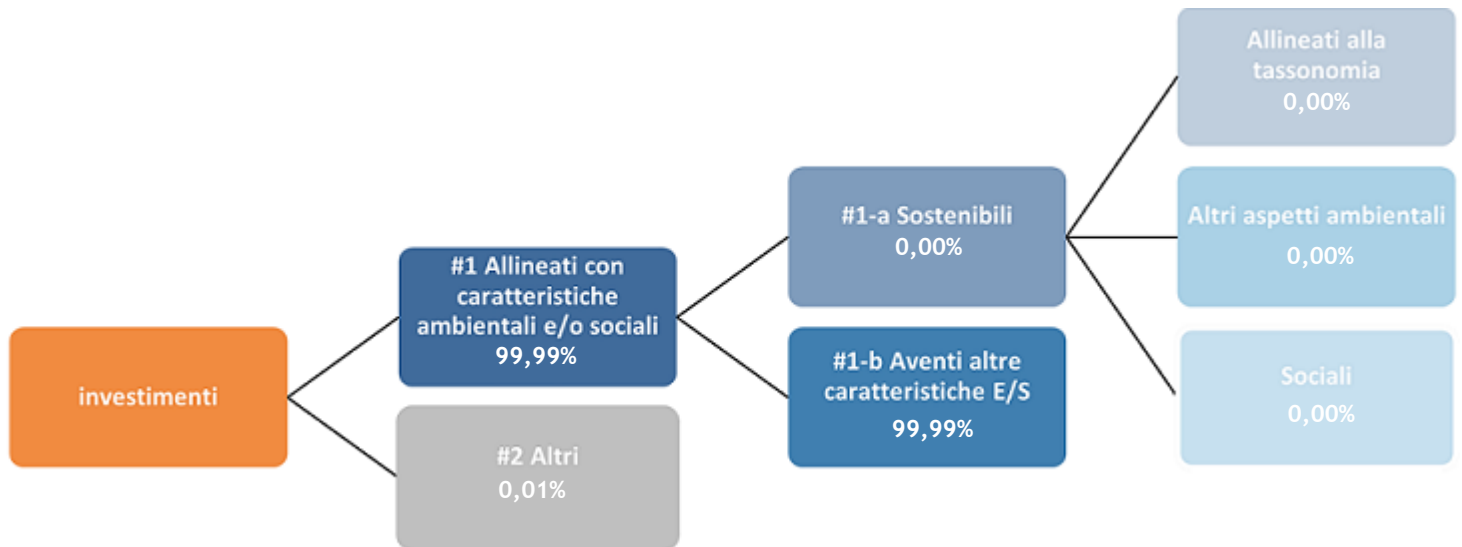 investimenti
#1 Allineati con
caratteristiche
ambientali e/o sociali
99,99%
#2 Altri
0,01%
#1-a Sostenibili
0,00%
#1-b Aventi altre
caratteristiche E/S
99,99%
Allineati alla
tassonomia
0,00%
Altri aspetti ambientali
0,00%
Sociali
0,00%